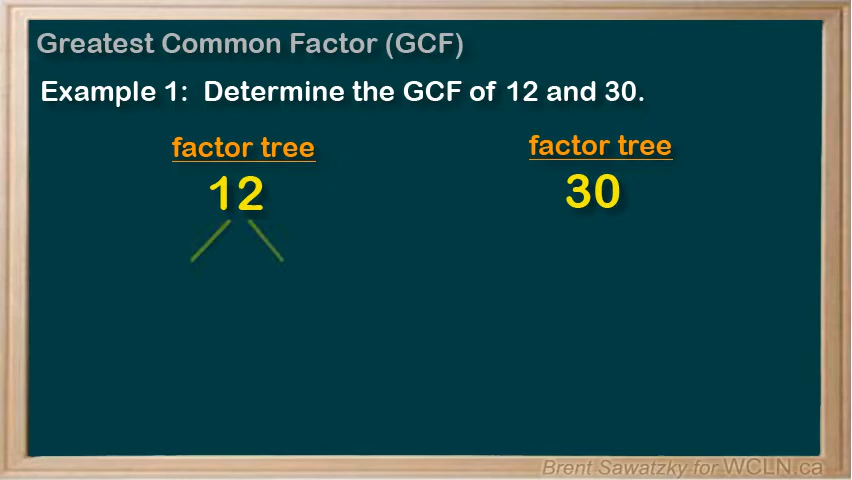 Greatest Common Factor (GCF)
Example 1: Determine the GCF of 12 and 30.
factor tree factor tree
12 30
Brent Sawatzky for WCLN.ca